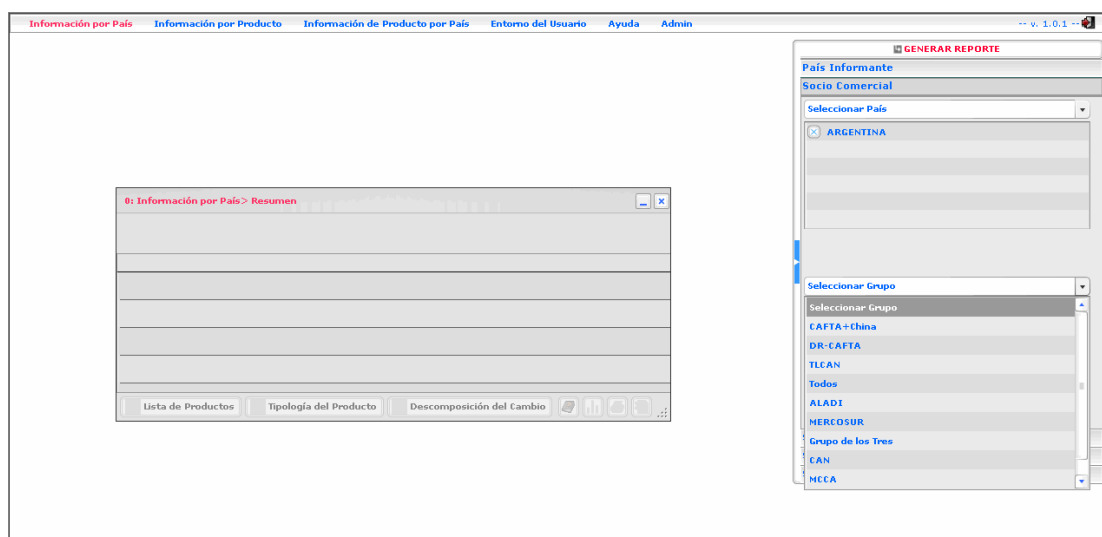 Información por País Información por Producto Información de Producto por País Entorno del Usuario Ayuda Admin -- v. 1.0.1 --
GENERAR REPORTE
País Informante
Socio Comercial
Seleccionar País
ARGENTINA
0: Información por País> Resumen
Seleccionar Grupo
Seleccionar Grupo
CAFTA+China
DR-CAFTA
TLCAN
Todos
ALADI
MERCOSUR
Grupo de los Tres
CAN
MCCA
Lista de Productos Tipología del Producto Descomposición del Cambio